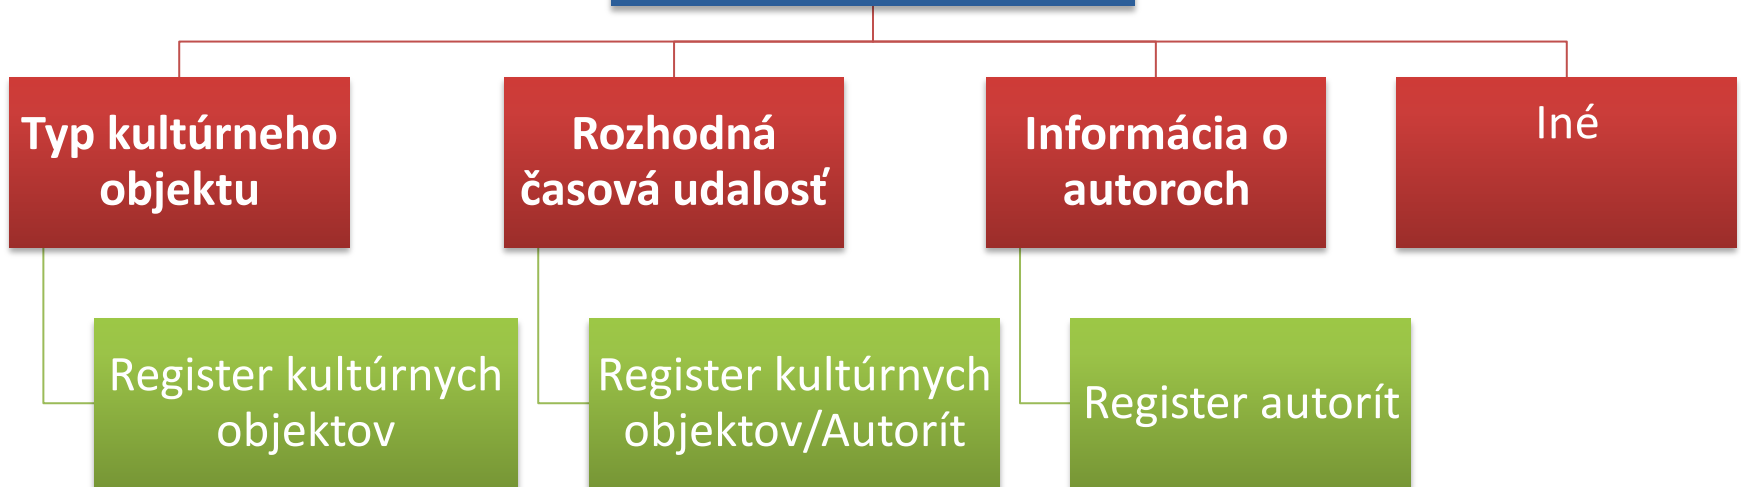 Typ kultúrneho
objektu
Rozhodná
časová udalosť
Informácia o
autoroch
Iné
Register kultúrnych
objektov
Register kultúrnych
objektov/Autorít
Register autorít